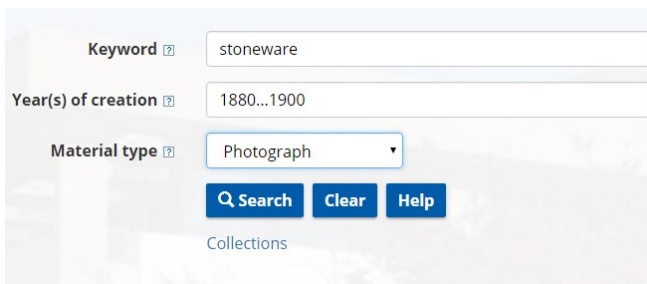 Keyword ? stoneware
Year(s) of creation ? 1880...1900
Material type ? Photograph
Search Clear Help
Collections